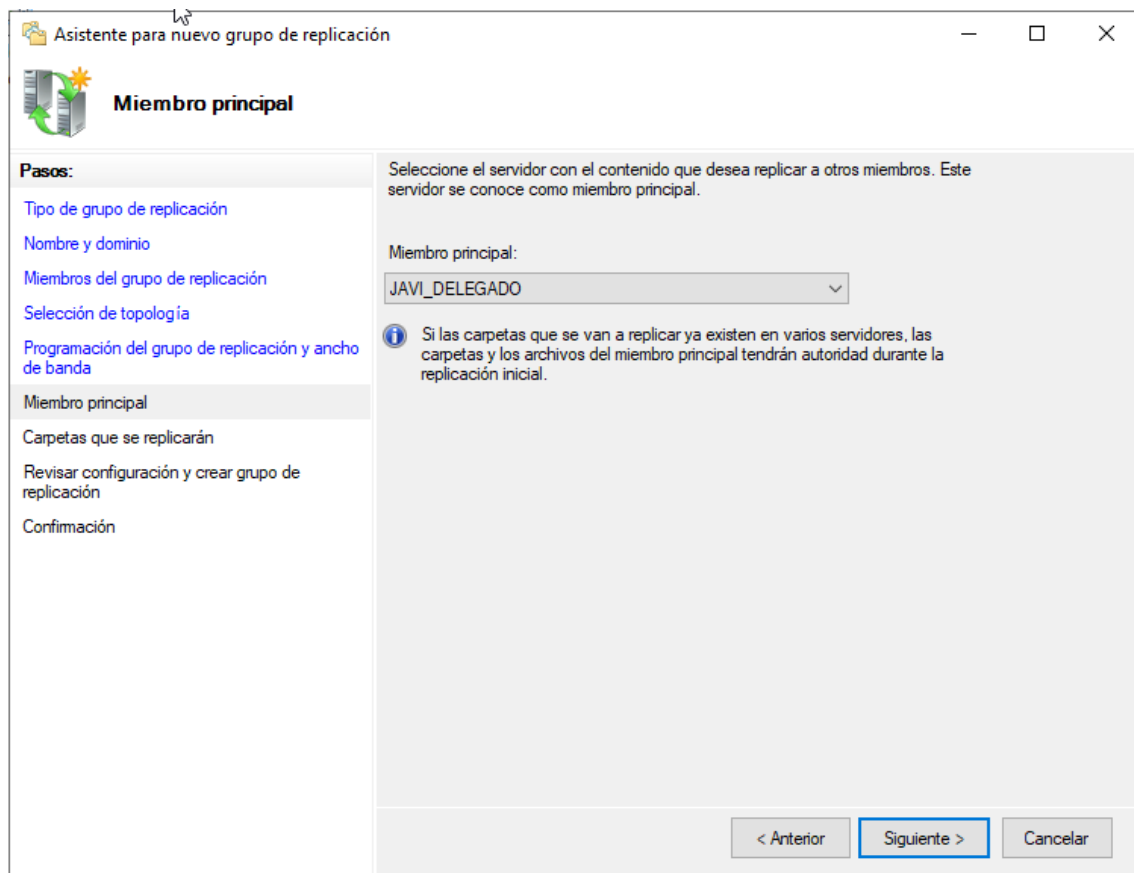 Asistente para nuevo grupo de replicación
Miembro principal
Pasos:
Tipo de grupo de replicación
Nombre y dominio
Miembros del grupo de replicación
Selección de topología
Programación del grupo de replicación y ancho
de banda
Miembro principal
Carpetas que se replicarán
Revisar configuración y crear grupo de
replicación
Confirmación
Seleccione el servidor con el contenido que desea replicar a otros miembros. Este
servidor se conoce como miembro principal.
Miembro principal:
JAVI_DELEGADO
Si las carpetas que se van a replicar ya existen en varios servidores, las
carpetas y los archivos del miembro principal tendrán autoridad durante la
replicación inicial.
< Anterior
Siguiente >
Cancelar